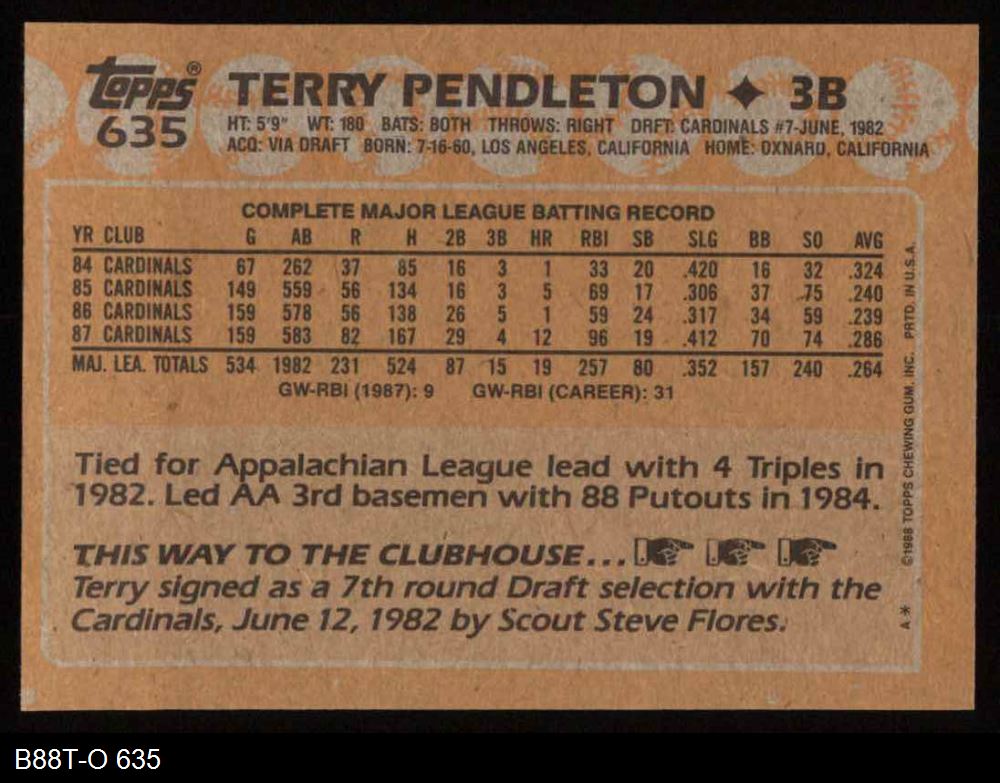 topps® TERRY PENDLETON ✦ 3B
635
HT: 5'9" WT: 180 BATS: BOTH THROWS: RIGHT DRFT: CARDINALS #7-JUNE, 1982
ACQ: VIA DRAFT BORN: 7-16-60, LOS ANGELES, CALIFORNIA HOME: OXNARD, CALIFORNIA
COMPLETE MAJOR LEAGUE BATTING RECORD
YR CLUB G AB R H 2B 3B HR RBI SB SLG BB SO AVG
84 CARDINALS 67 262 37 85 16 3 1 33 20 .420 16 32 .324
85 CARDINALS 149 559 56 134 16 3 5 69 17 .306 37 75 .240
86 CARDINALS 159 578 56 138 26 5 1 59 24 .317 34 59 .239
87 CARDINALS 159 583 82 167 29 4 12 96 19 .412 70 74 .286
MAJ. LEA. TOTALS 534 1982 231 524 87 15 19 257 80 .352 157 240 .264
GW-RBI (1987): 9 GW-RBI (CAREER): 31
Tied for Appalachian League lead with 4 Triples in
1982. Led AA 3rd basemen with 88 Putouts in 1984.
THIS WAY TO THE CLUBHOUSE...
Terry signed as a 7th round Draft selection with the
Cardinals, June 12, 1982 by Scout Steve Flores.
A* ©1988 TOPPS CHEWING GUM, INC. PRTD. IN U.S.A.
B88T-O 635